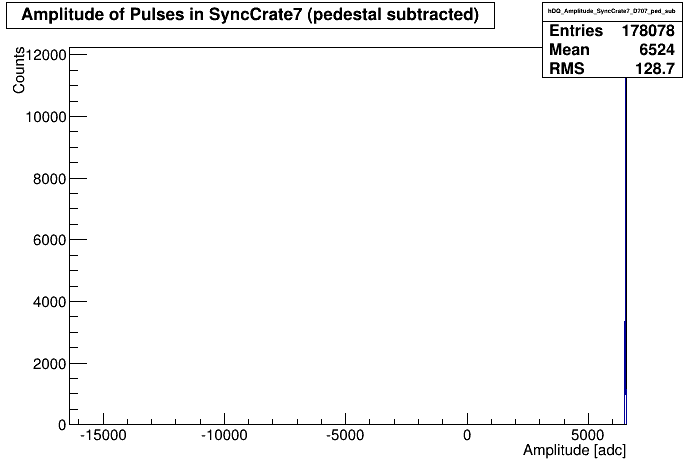 Amplitude of Pulses in SyncCrate7 (pedestal subtracted)
hDQ_Amplitude_SyncCrate7_D707_ped_sub
Entries 178078
Mean 6524
RMS 128.7
Counts
12000
10000
8000
6000
4000
2000
0
-15000 -10000 -5000 0 5000
Amplitude [adc]